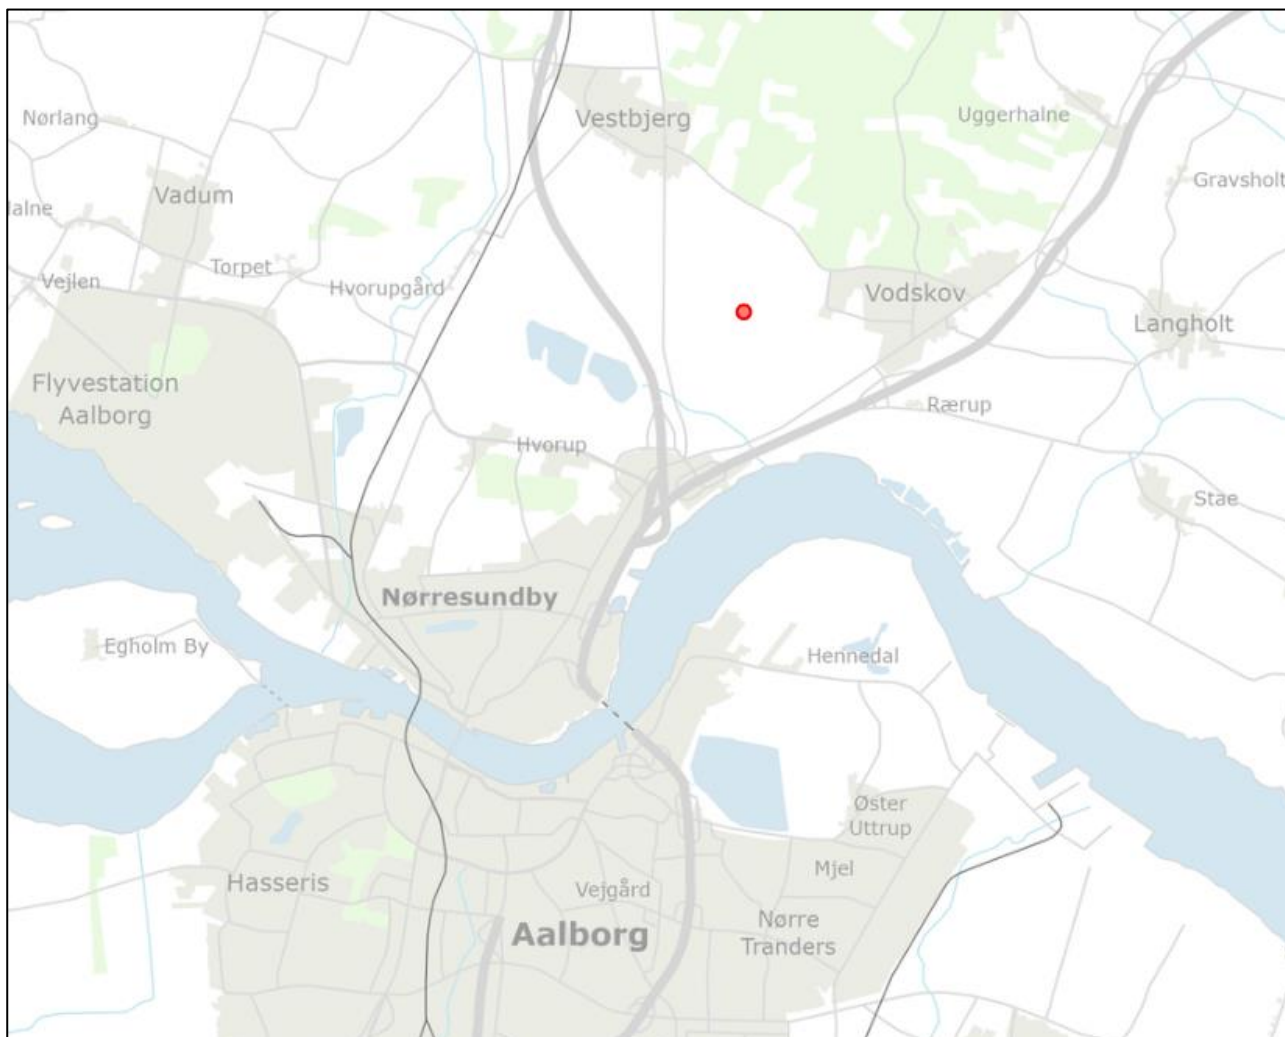 Nørlang
Vestbjerg
Uggerhalne
Vadum
Gravsholt
Torpet
Vejlen
Hvorupgård
Vodskov
Langholt
Flyvestation
Aalborg
Rærup
Hvorup
Stae
Nørresundby
Egholm By
Hennedal
Øster
Uttrup
Mjel
Hasseris
Vejgård
Nørre
Tranders
Aalborg